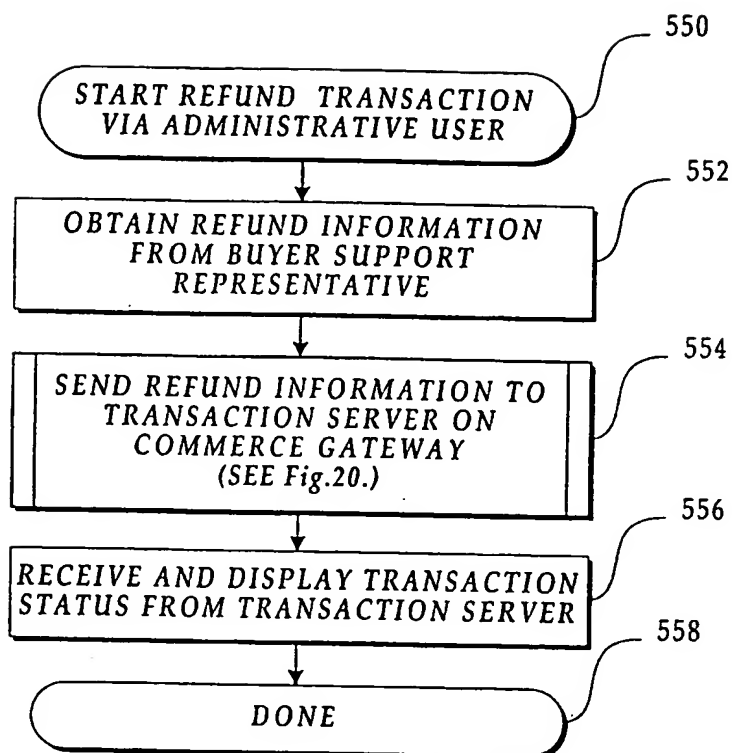 550
START REFUND TRANSACTION
VIA ADMINISTRATIVE USER
552
OBTAIN REFUND INFORMATION
FROM BUYER SUPPORT
REPRESENTATIVE
554
SEND REFUND INFORMATION TO
TRANSACTION SERVER ON
COMMERCE GATEWAY
(SEE Fig.20.)
556
RECEIVE AND DISPLAY TRANSACTION
STATUS FROM TRANSACTION SERVER
558
DONE